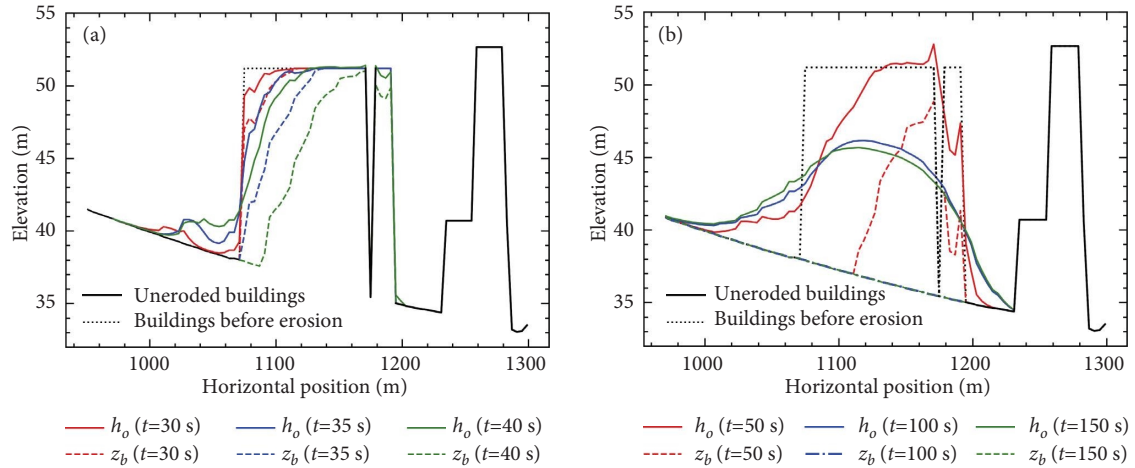 55
(a)
50
45
40
35
Elevation (m)
Uneroded buildings
Buildings before erosion
1000
1100
1200
1300
Horizontal position (m)
h_o (t=30 s)
h_o (t=35 s)
h_o (t=40 s)
z_b (t=30 s)
z_b (t=35 s)
z_b (t=40 s)
55
(b)
50
45
40
35
Elevation (m)
Uneroded buildings
Buildings before erosion
1000
1100
1200
1300
Horizontal position (m)
h_o (t=50 s)
h_o (t=100 s)
h_o (t=150 s)
z_b (t=50 s)
z_b (t=100 s)
z_b (t=150 s)